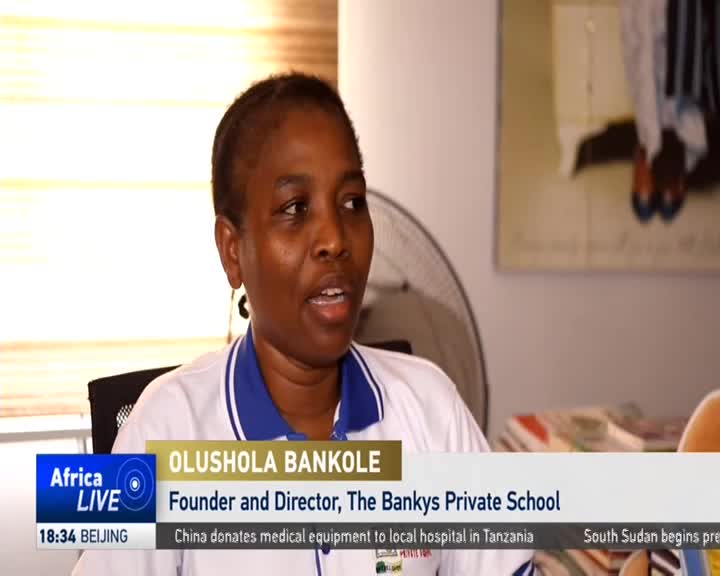 OLUSHOLA BANKOLE
Founder and Director, The Bankys Private School
Africa
LIVE
18:34 BEIJING
China donates medical equipment to local hospital in Tanzania
South Sudan begins pre